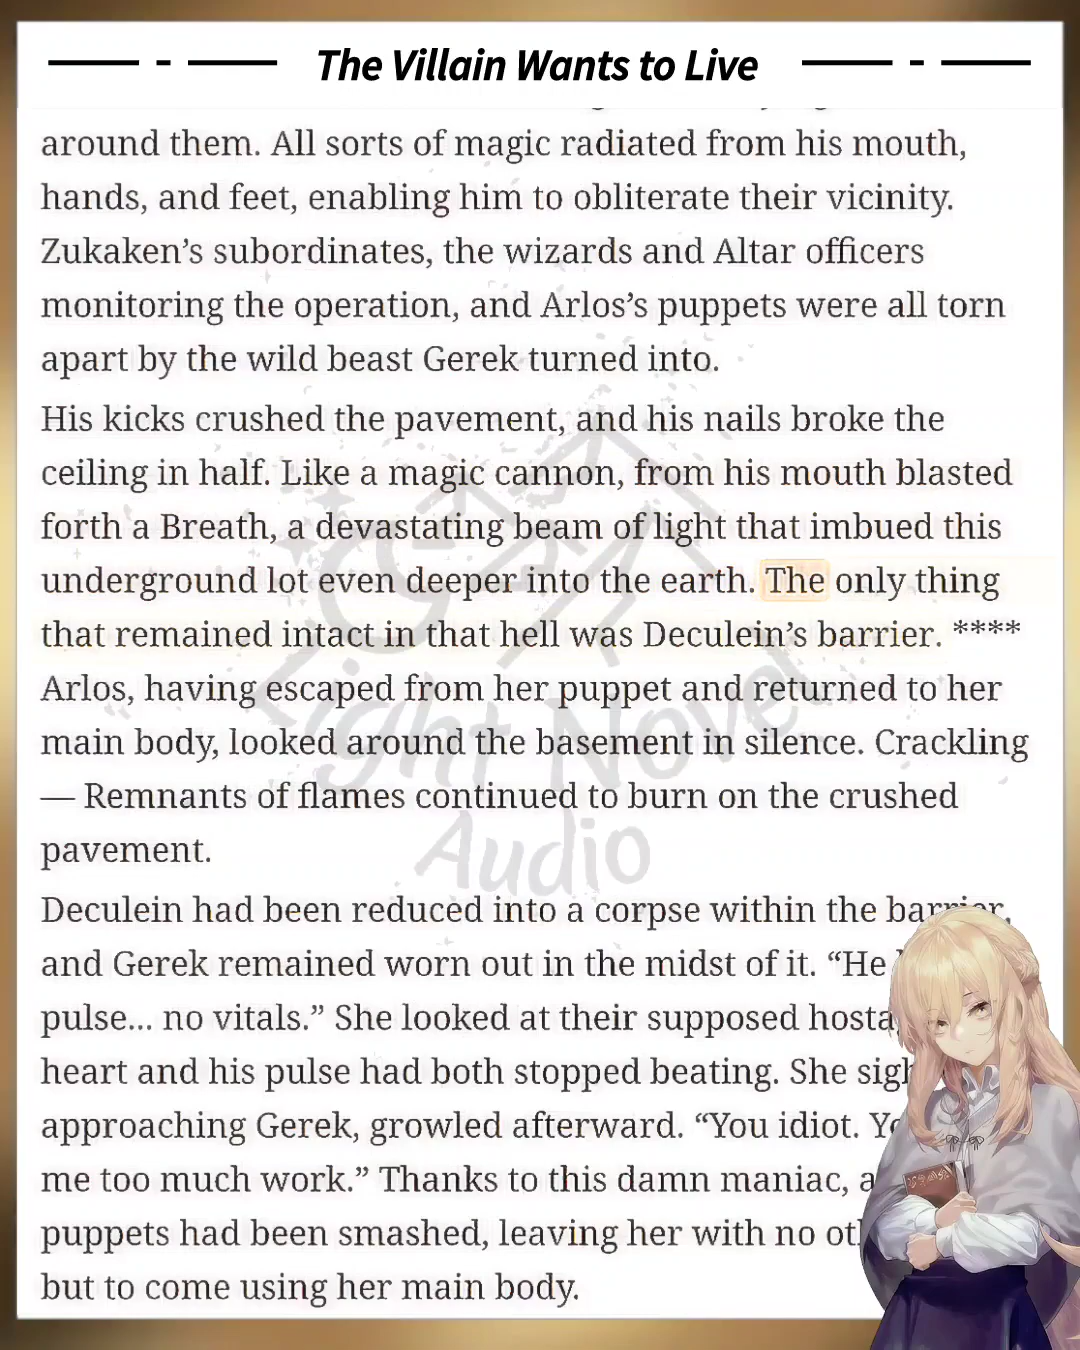 The Villain Wants to Live
around them. All sorts of magic radiated from his mouth,
hands, and feet, enabling him to obliterate their vicinity.
Zukaken’s subordinates, the wizards and Altar officers
monitoring the operation, and Arlos’s puppets were all torn
apart by the wild beast Gerek turned into.
His kicks crushed the pavement, and his nails broke the
ceiling in half. Like a magic cannon, from his mouth blasted
forth a Breath, a devastating beam of light that imbued this
underground lot even deeper into the earth. The only thing
that remained intact in that hell was Deculein’s barrier. ****
Arlos, having escaped from her puppet and returned to her
main body, looked around the basement in silence. Crackling
— Remnants of flames continued to burn on the crushed
pavement.
Deculein had been reduced into a corpse within the barrier,
and Gerek remained worn out in the midst of it. “He
pulse... no vitals.” She looked at their supposed
heart and his pulse had both stopped beating. She
approaching Gerek, growled afterward. “You idiot.
me too much work.” Thanks to this damn maniac,
puppets had been smashed, leaving her with no
but to come using her main body.
Light Novel
Audio